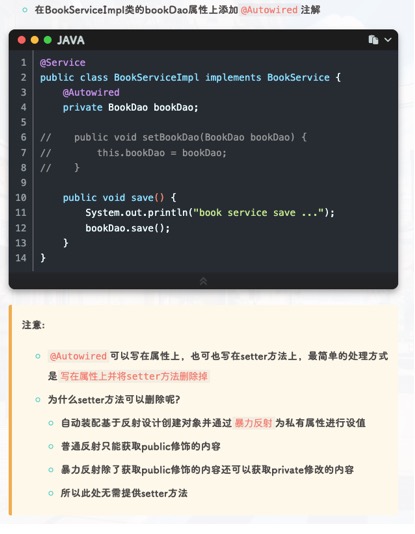 在BookServiceImpl类的bookDao属性上添加 @Autowired 注解
JAVA
1 @Service
2 public class BookServiceImpl implements BookService {
3     @Autowired
4     private BookDao bookDao;
5
6 //    public void setBookDao(BookDao bookDao) {
7 //        this.bookDao = bookDao;
8 //    }
9
10     public void save() {
11         System.out.println("book service save ...");
12         bookDao.save();
13     }
14 }
注意:
@Autowired 可以写在属性上，也可也写在setter方法上，最简单的处理方式
是 写在属性上并将setter方法删除掉
为什么setter方法可以删除呢?
自动装配基于反射设计创建对象并通过 暴力反射 为私有属性进行设值
普通反射只能获取public修饰的内容
暴力反射除了获取public修饰的内容还可以获取private修改的内容
所以此处无需提供setter方法